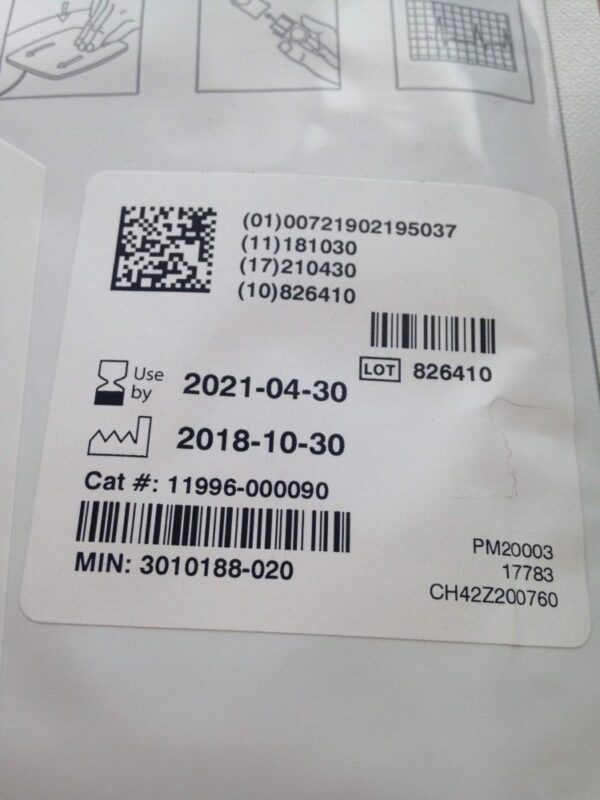 (01)00721902195037
(11)181030
(17)210430
(10)826410
LOT 826410
Use by 2021-04-30
2018-10-30
Cat #: 11996-000090
MIN: 3010188-020
PM20003
17783
CH42Z200760